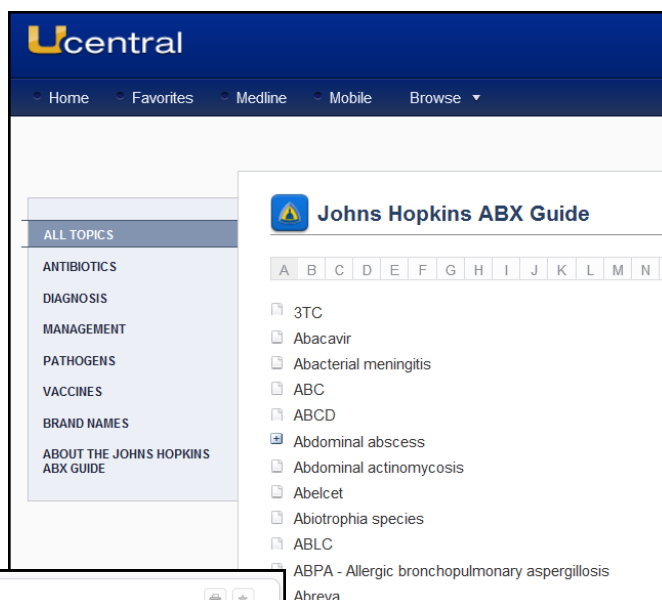 Ucentral
Home Favorites Medline Mobile Browse
ALL TOPICS
ANTIBIOTICS
DIAGNOSIS
MANAGEMENT
PATHOGENS
VACCINES
BRAND NAMES
ABOUT THE JOHNS HOPKINS
ABX GUIDE
Johns Hopkins ABX Guide
A B C D E F G H I J K L M N
3TC
Abacavir
Abacterial meningitis
ABC
ABCD
Abdominal abscess
Abdominal actinomycosis
Abelcet
Abiotrophia species
ABLC
ABPA - Allergic bronchopulmonary aspergillosis
Abreva